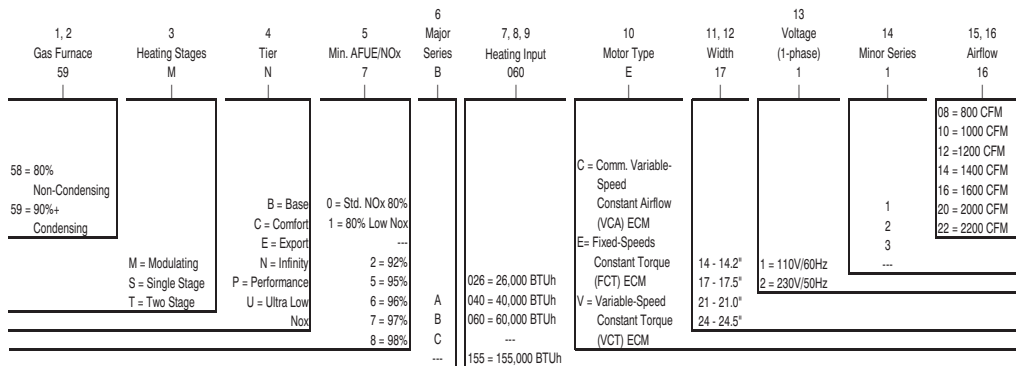 1, 2
Gas Furnace
59
3
Heating Stages
M
4
Tier
N
5
Min. AFUE/NOx
7
6
Major
Series
B
7, 8, 9
Heating Input
060
10
Motor Type
E
11, 12
Width
17
13
Voltage
(1-phase)
1
14
Minor Series
1
15, 16
Airflow
16
58 = 80%
Non-Condensing
59 = 90%+
Condensing
M = Modulating
S = Single Stage
T = Two Stage
B = Base
C = Comfort
E = Export
N = Infinity
P = Performance
U = Ultra Low
Nox
0 = Std. NOx 80%
1 = 80% Low Nox
---
2 = 92%
5 = 95%
6 = 96%
7 = 97%
8 = 98%
A
B
C
---
026 = 26,000 BTUh
040 = 40,000 BTUh
060 = 60,000 BTUh
---
155 = 155,000 BTUh
C = Comm. Variable-
Speed
Constant Airflow
(VCA) ECM
E= Fixed-Speeds
Constant Torque
(FCT) ECM
V = Variable-Speed
Constant Torque
(VCT) ECM
14 - 14.2"
17 - 17.5"
21 - 21.0"
24 - 24.5"
1 = 110V/60Hz
2 = 230V/50Hz
1
2
3
---
08 = 800 CFM
10 = 1000 CFM
12 =1200 CFM
14 = 1400 CFM
16 = 1600 CFM
20 = 2000 CFM
22 = 2200 CFM